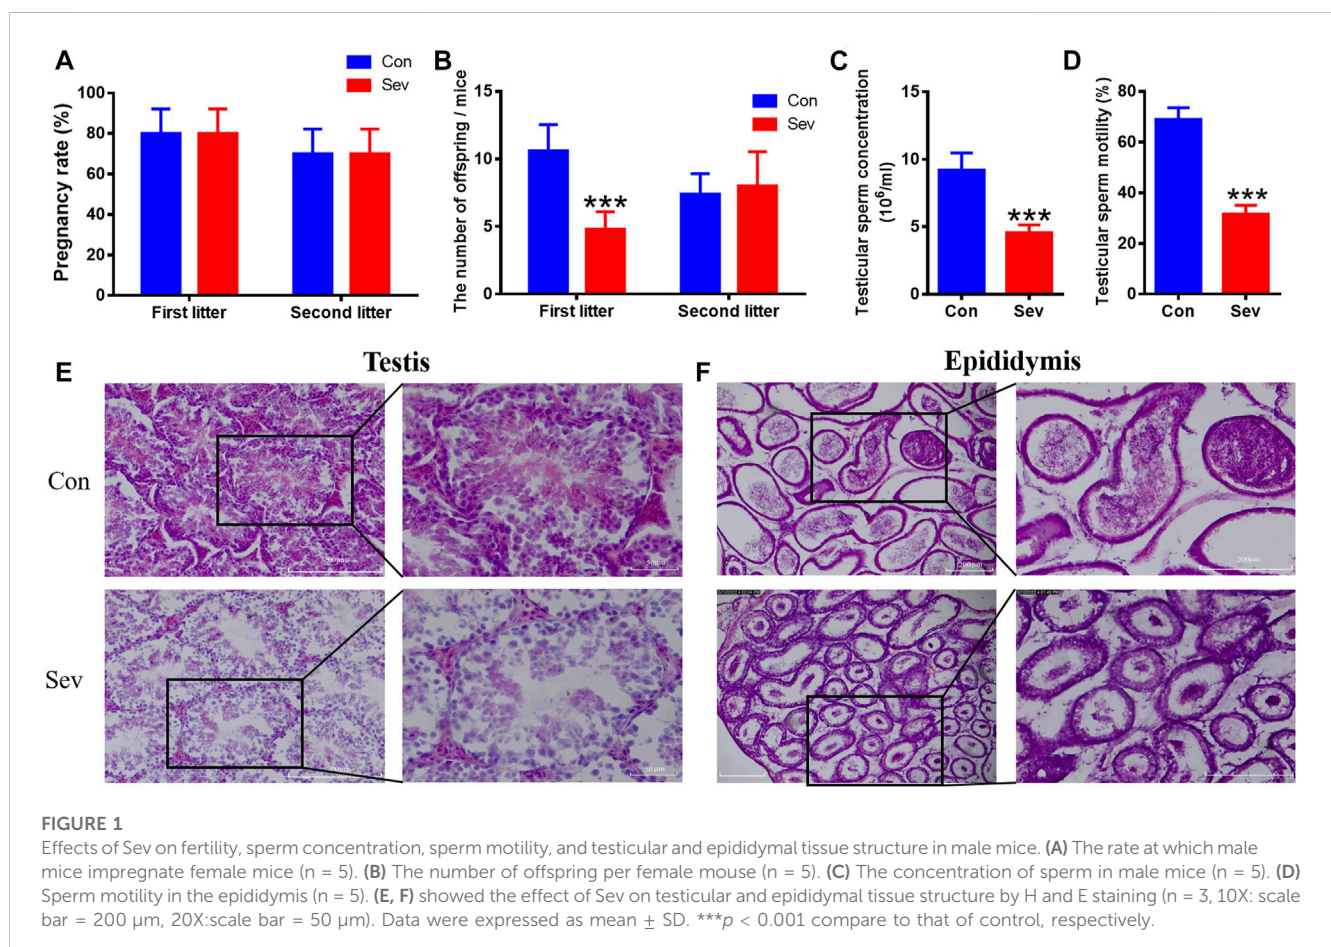 A
Con
Sev
Pregnancy rate (%)
100
80
60
40
20
0
First litter
Second litter
B
Con
Sev
The number of offspring / mice
15
10
5
0
First litter
Second litter
C
Testicular sperm concentration
(10⁶/ml)
15
10
5
0
***
Con
Sev
D
Testicular sperm motility (%)
80
60
40
20
0
***
Con
Sev
***
E
Testis
F
Epididymis
Con
50μm
200μm
200μm
Sev
50 μm
FIGURE 1
Effects of Sev on fertility, sperm concentration, sperm motility, and testicular and epididymal tissue structure in male mice. (A) The rate at which male
mice impregnate female mice (n = 5). (B) The number of offspring per female mouse (n = 5). (C) The concentration of sperm in male mice (n = 5). (D)
Sperm motility in the epididymis (n = 5). (E, F) showed the effect of Sev on testicular and epididymal tissue structure by H and E staining (n = 3, 10X: scale
bar = 200 μm, 20X:scale bar = 50 μm). Data were expressed as mean ± SD. ***p < 0.001 compare to that of control, respectively.